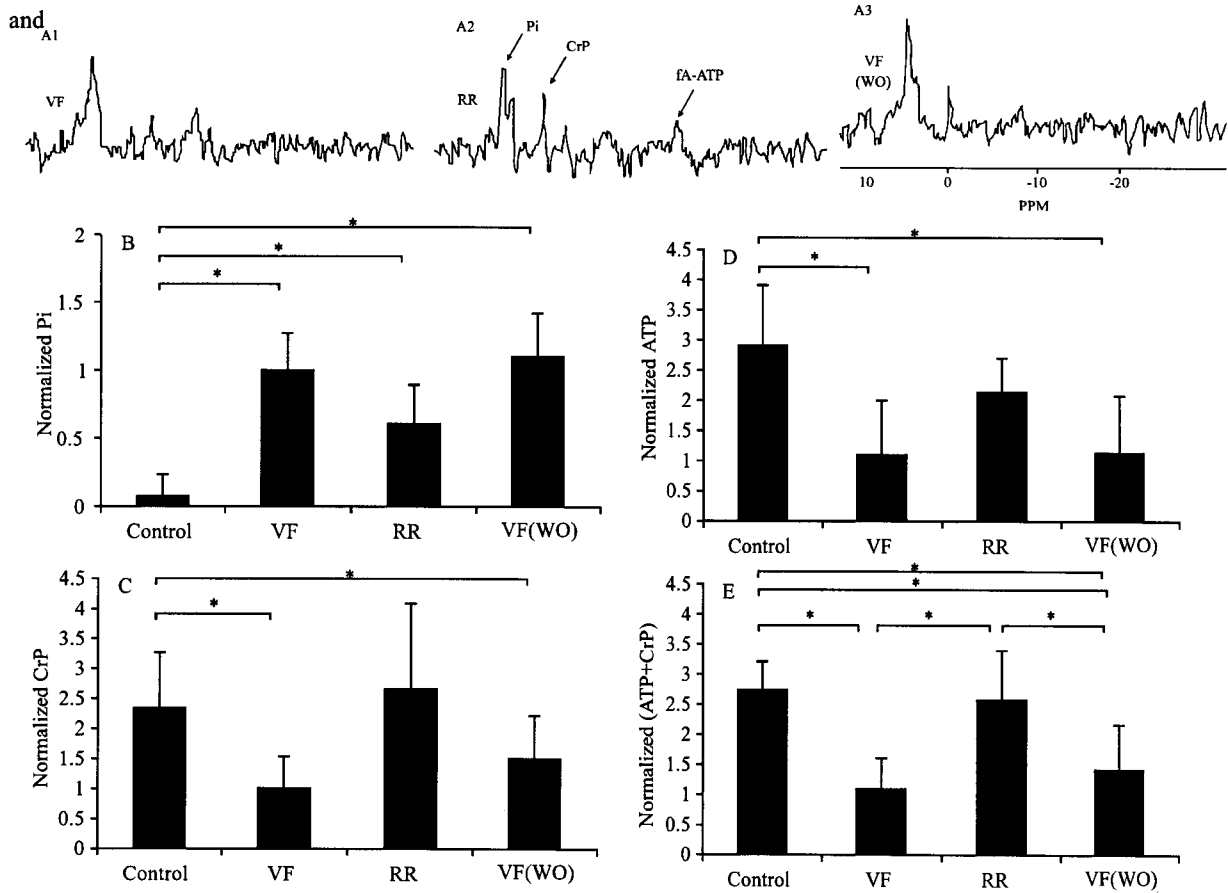 and
A1
VF
A2
Pi
CrP
fA-ATP
RR
A3
VF
(WO)
10 0 -10 -20
PPM
B
*
*
*
2
1.5
1
0.5
0
Normalized Pi
Control VF RR VF(WO)
D
*
*
4.5
4
3.5
3
2.5
2
1.5
1
0.5
0
Normalized ATP
Control VF RR VF(WO)
C
*
*
4.5
4
3.5
3
2.5
2
1.5
1
0.5
0
Normalized CrP
Control VF RR VF(WO)
E
*
*
* * *
4.5
4
3.5
3
2.5
2
1.5
1
0.5
0
Normalized (ATP+CrP)
Control VF RR VF(WO)